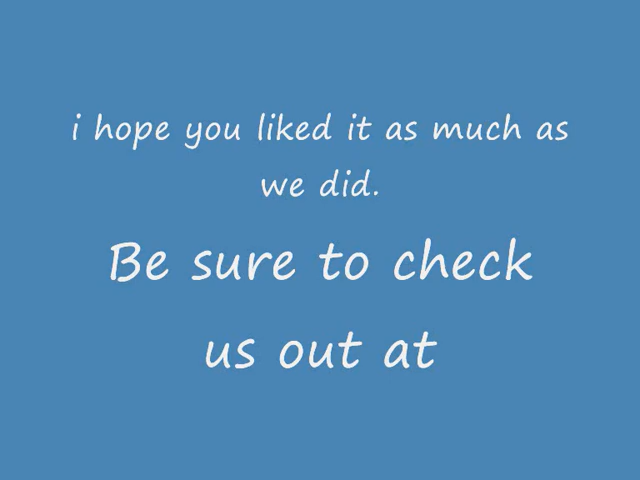 i hope you liked it as much as
we did.
Be sure to check
us out at